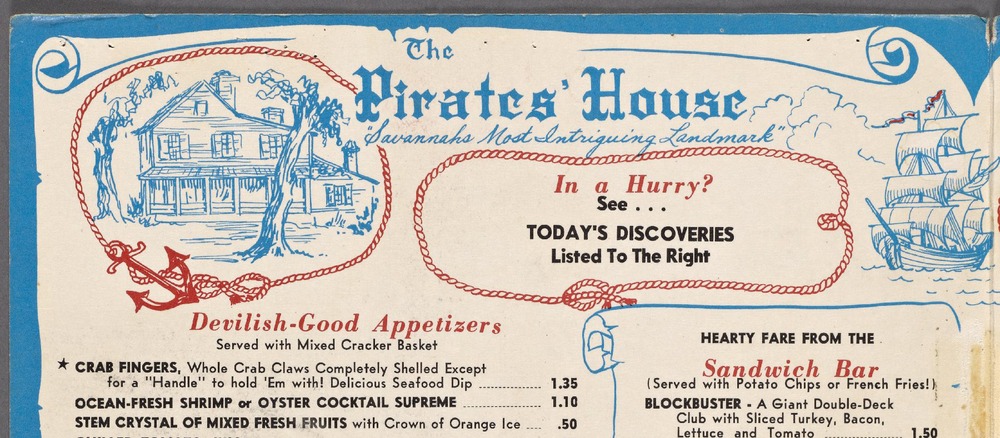 The
Pirates' House
"Savannahs Most Intriguing Landmark"
In a Hurry?
See . . .
TODAY'S DISCOVERIES
Listed To The Right
Devilish-Good Appetizers
Served with Mixed Cracker Basket
★ CRAB FINGERS, Whole Crab Claws Completely Shelled Except
for a "Handle" to hold 'Em with! Delicious Seafood Dip .................. 1.35
OCEAN-FRESH SHRIMP or OYSTER COCKTAIL SUPREME .................. 1.10
STEM CRYSTAL OF MIXED FRESH FRUITS with Crown of Orange Ice .... .50
HEARTY FARE FROM THE
Sandwich Bar
(Served with Potato Chips or French Fries!)
BLOCKBUSTER - A Giant Double-Deck
Club with Sliced Turkey, Bacon,
Lettuce and Tomato .................. 1.50